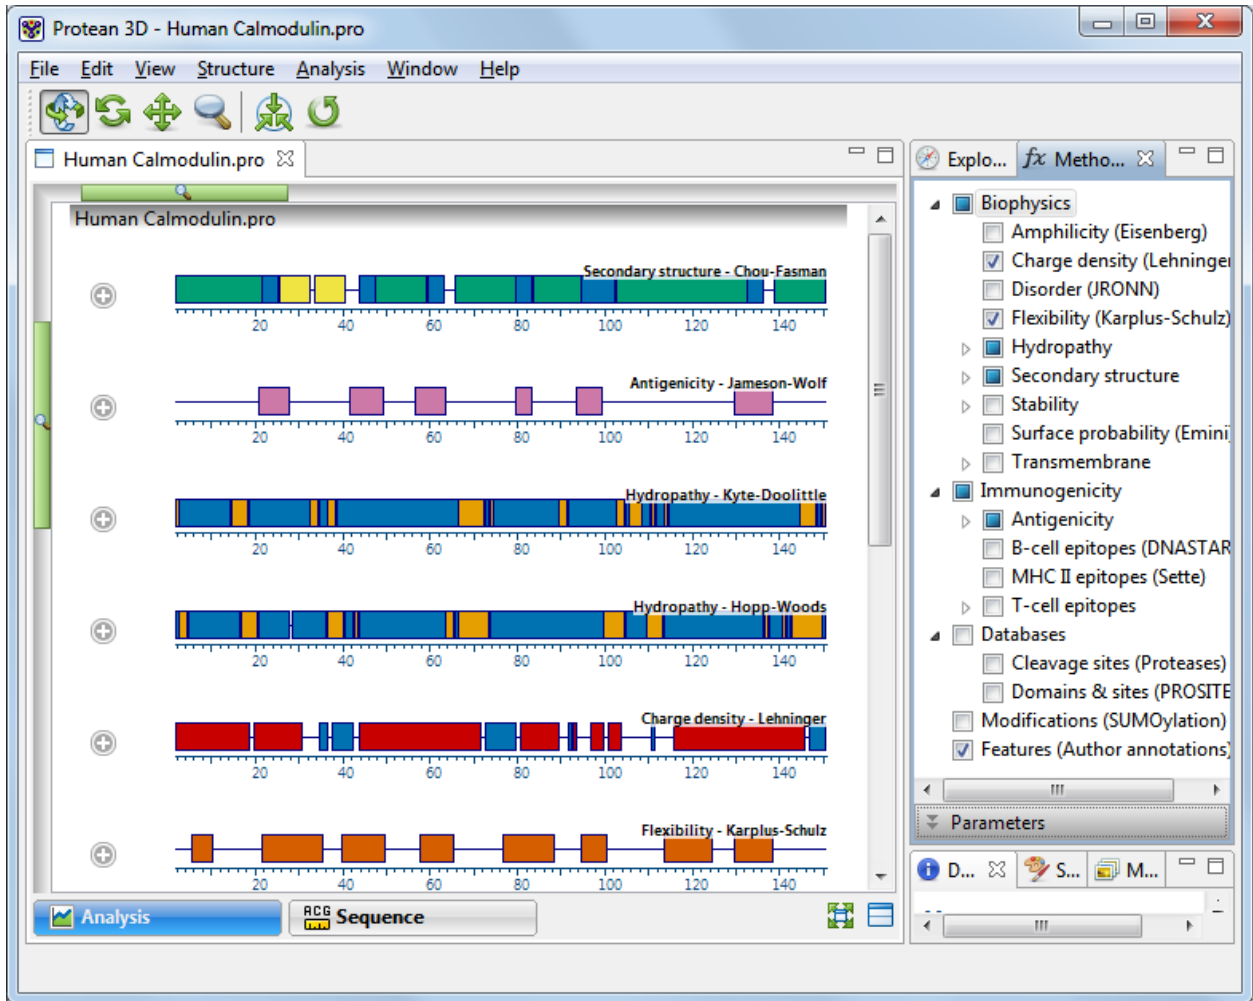 Protean 3D - Human Calmodulin.pro
File Edit View Structure Analysis Window Help
Human Calmodulin.pro
Human Calmodulin.pro
Secondary structure - Chou-Fasman
20 40 60 80 100 120 140
Antigenicity - Jameson-Wolf
20 40 60 80 100 120 140
Hydropathy - Kyte-Doolittle
20 40 60 80 100 120 140
Hydropathy - Hopp-Woods
20 40 60 80 100 120 140
Charge density - Lehninger
20 40 60 80 100 120 140
Flexibility - Karplus-Schulz
20 40 60 80 100 120 140
Analysis
ACG Sequence
Explo... fx Metho...
Biophysics
Amphilicity (Eisenberg)
Charge density (Lehninger
Disorder (JRONN)
Flexibility (Karplus-Schulz)
Hydropathy
Secondary structure
Stability
Surface probability (Emini)
Transmembrane
Immunogenicity
Antigenicity
B-cell epitopes (DNASTAR
MHC II epitopes (Sette)
T-cell epitopes
Databases
Cleavage sites (Proteases)
Domains & sites (PROSITE
Modifications (SUMOylation)
Features (Author annotations)
Parameters
D... S... M...